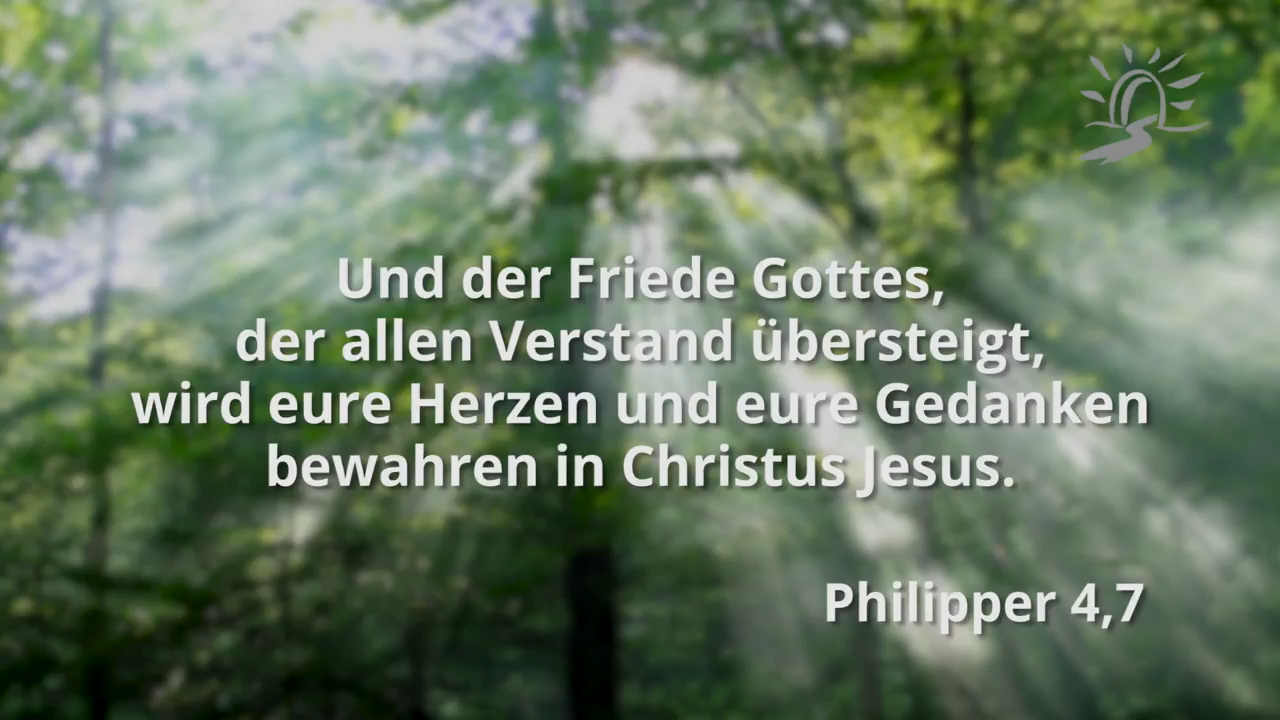 Und der Friede Gottes,
der allen Verstand übersteigt,
wird eure Herzen und eure Gedanken
bewahren in Christus Jesus.
Philipper 4,7